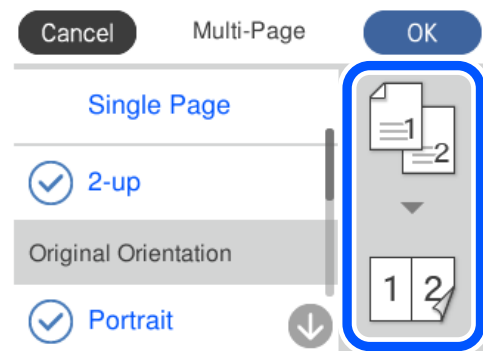 Cancel Multi-Page OK
Single Page
1
2
2-up
Original Orientation
1 2
Portrait